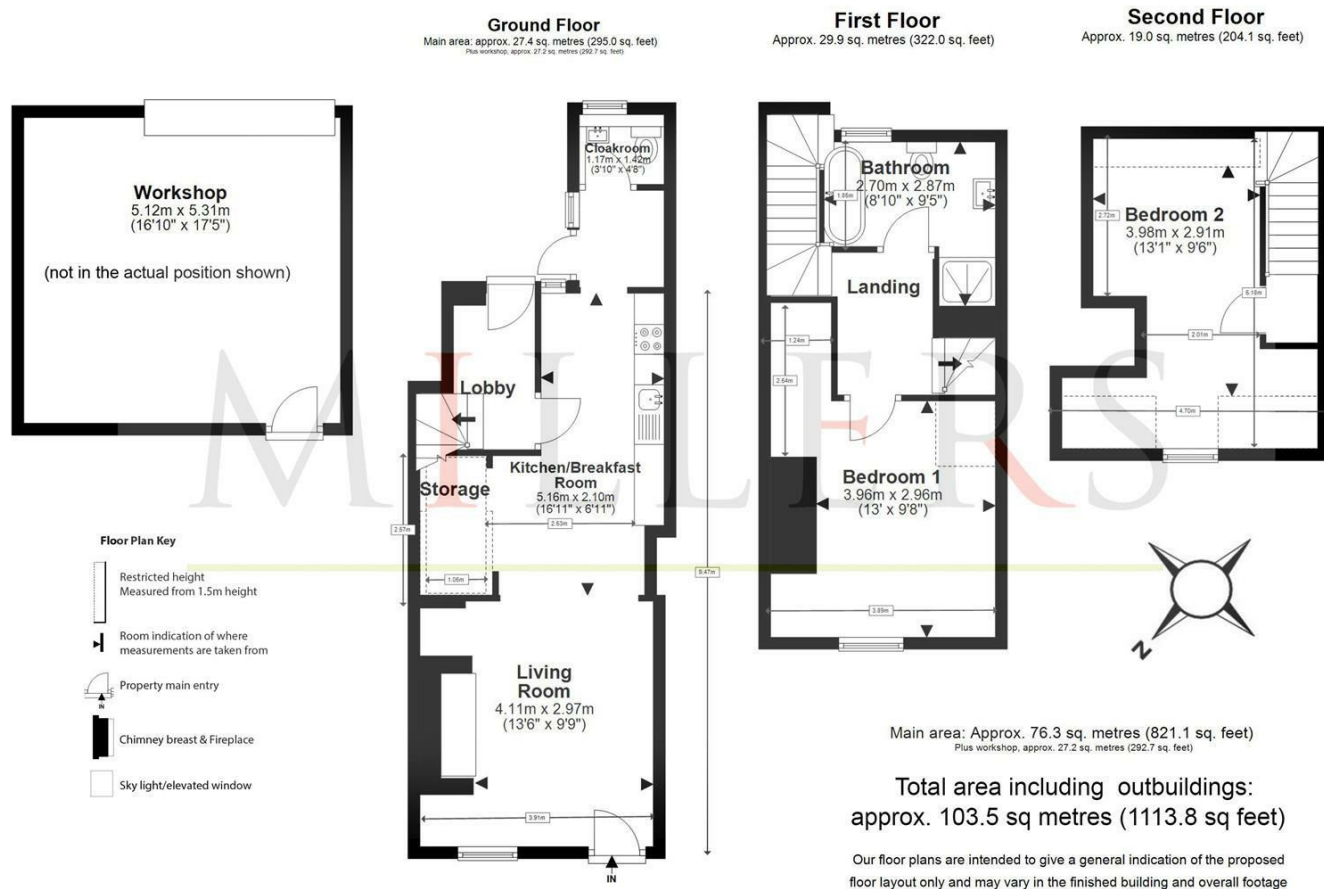 Ground Floor
Main area: approx. 27.4 sq. metres (295.0 sq. feet)
Plus workshop, approx. 27.2 sq. metres (292.7 sq. feet)
First Floor
Approx. 29.9 sq. metres (322.0 sq. feet)
Second Floor
Approx. 19.0 sq. metres (204.1 sq. feet)
Workshop
5.12m x 5.31m
(16'10" x 17'5")
(not in the actual position shown)
Cloakroom
1.17m x 1.42m
(3'10" x 4'8")
Lobby
Storage
Kitchen/Breakfast
Room
5.16m x 2.10m
(16'11" x 6'11")
2.63m
2.57m
1.06m
9.47m
Living
Room
4.11m x 2.97m
(13'6" x 9'9")
3.91m
IN
Bathroom
2.70m x 2.87m
(8'10" x 9'5")
Landing
1.24m
2.64m
Bedroom 1
3.96m x 2.96m
(13' x 9'8")
3.89m
Bedroom 2
3.98m x 2.91m
(13'1" x 9'6")
2.72m
2.01m
4.70m
MILLERS
N
Floor Plan Key
Restricted height
Measured from 1.5m height
Room indication of where
measurements are taken from
Property main entry
IN
Chimney breast & Fireplace
Sky light/elevated window
Main area: Approx. 76.3 sq. metres (821.1 sq. feet)
Plus workshop, approx. 27.2 sq. metres (292.7 sq. feet)
Total area including outbuildings:
approx. 103.5 sq metres (1113.8 sq feet)
Our floor plans are intended to give a general indication of the proposed
floor layout only and may vary in the finished building and overall footage